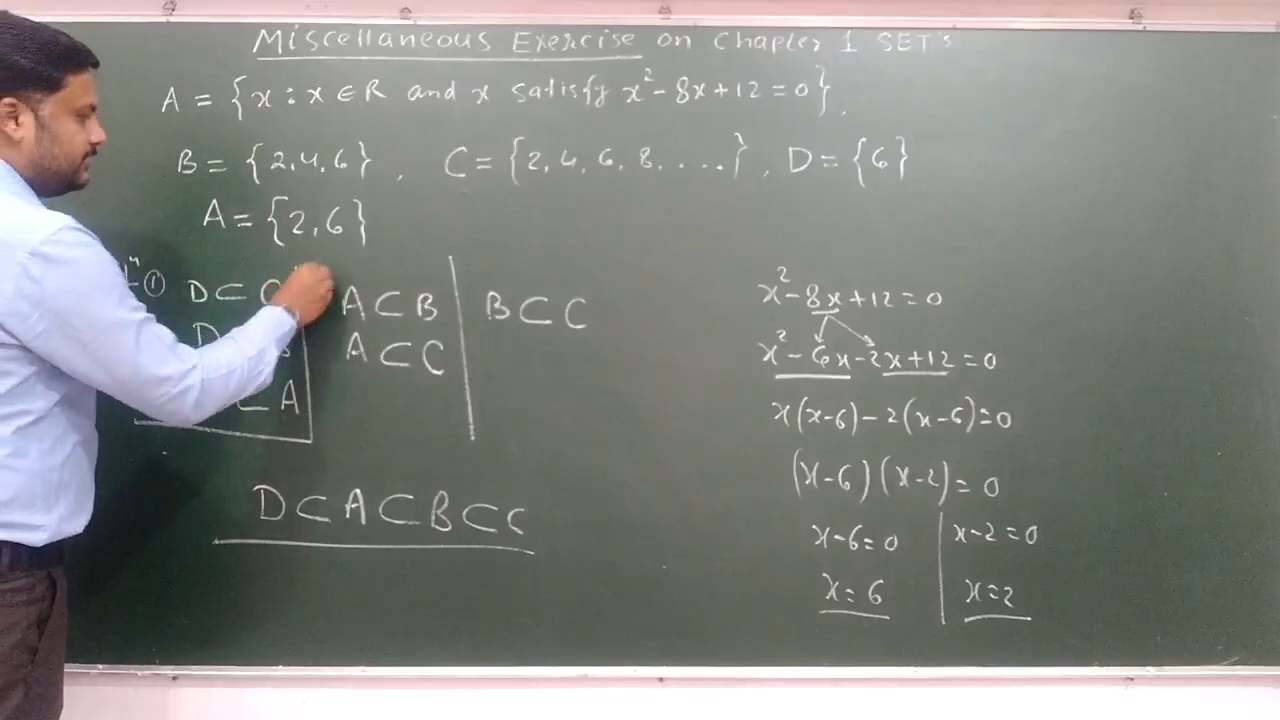 Miscellaneous Exercise on Chapter 1 SET's
A = {x : x ∈ R and x satisfy x² - 8x + 12 = 0},
B = {2,4,6}, C = {2, 4, 6, 8, ....}, D = {6}
A = {2,6}
① D ⊂ C
D
⊂ A
A ⊂ B
A ⊂ C
B ⊂ C
D ⊂ A ⊂ B ⊂ C
x² - 8x + 12 = 0
x² - 6x - 2x + 12 = 0
x(x-6) - 2(x-6) = 0
(x-6)(x-2) = 0
x-6=0 x-2=0
x=6 x=2